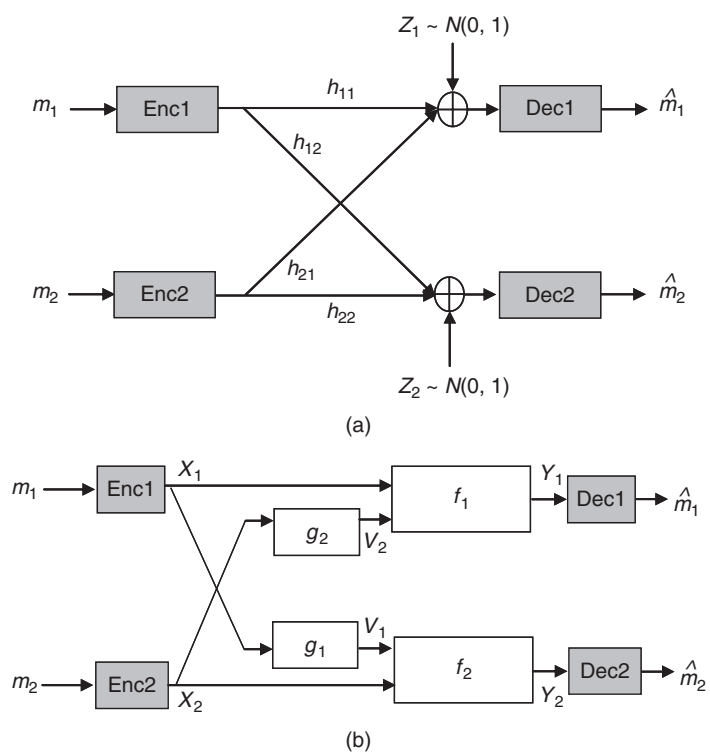 Z₁ ~ N(0, 1)
m₁ Enc1 h₁₁ Dec1 m̂₁
h₁₂
h₂₁
m₂ Enc2 h₂₂ Dec2 m̂₂
Z₂ ~ N(0, 1)
(a)
m₁ Enc1 X₁ f₁ Y₁ Dec1 m̂₁
g₂ V₂
g₁ V₁
m₂ Enc2 X₂ f₂ Y₂ Dec2 m̂₂
(b)